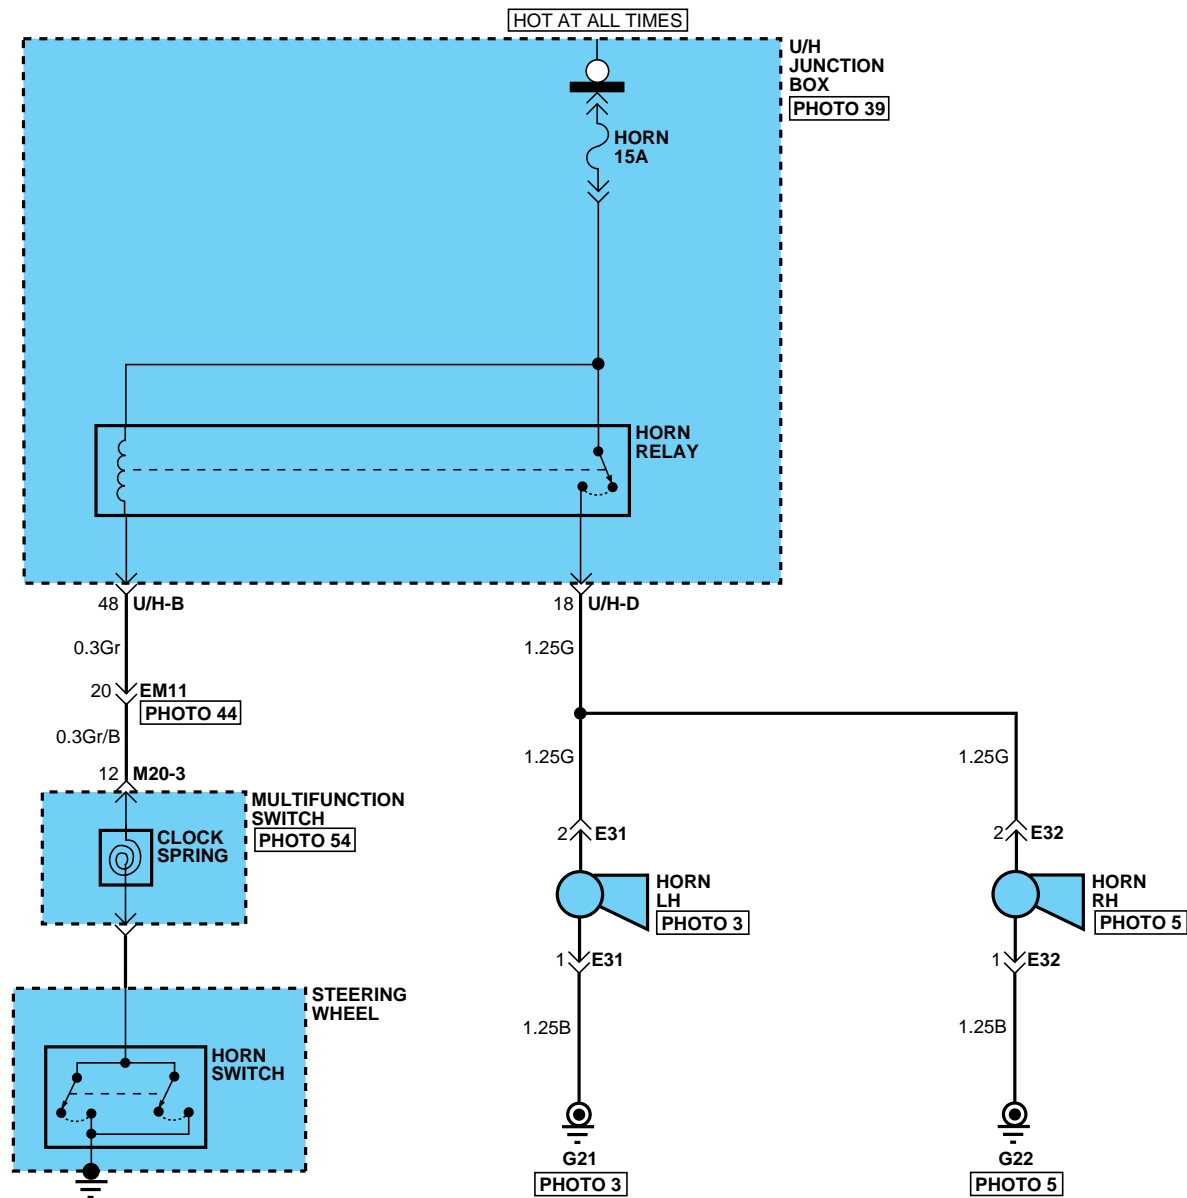 HOT AT ALL TIMES
U/H
JUNCTION
BOX
PHOTO 39
HORN
15A
HORN
RELAY
48 U/H-B
18 U/H-D
0.3Gr
1.25G
20 EM11
PHOTO 44
0.3Gr/B
1.25G
1.25G
12 M20-3
MULTIFUNCTION
SWITCH
PHOTO 54
CLOCK
SPRING
2 E31
2 E32
HORN
LH
PHOTO 3
HORN
RH
PHOTO 5
1 E31
1 E32
STEERING
WHEEL
1.25B
1.25B
HORN
SWITCH
G21
PHOTO 3
G22
PHOTO 5